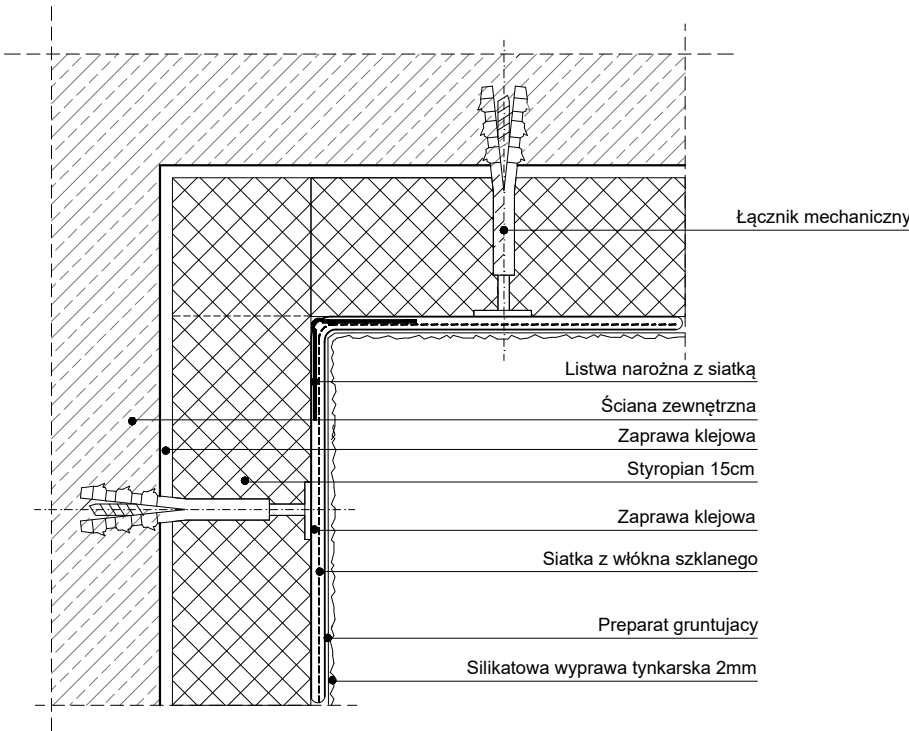 Łącznik mechaniczny
Listwa narożna z siatką
Ściana zewnętrzna
Zaprawa klejowa
Styropian 15cm
Zaprawa klejowa
Siatka z włókna szklanego
Preparat gruntujacy
Silikatowa wyprawa tynkarska 2mm